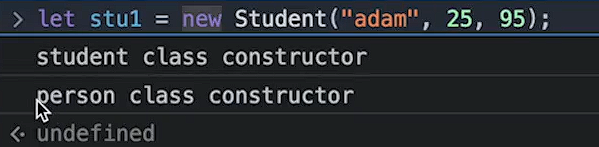 > let stu1 = new Student("adam", 25, 95);
student class constructor
person class constructor
undefined